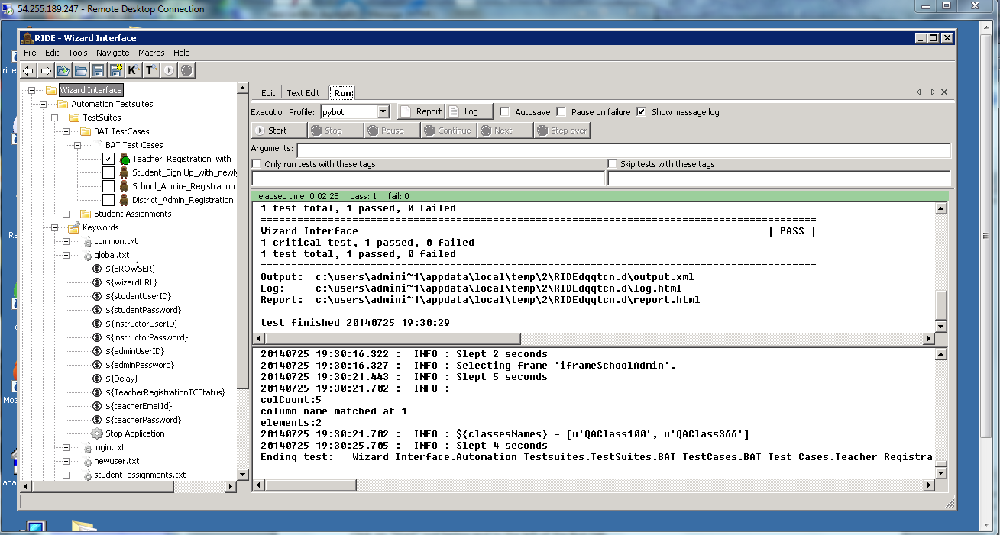 54.255.189.247 - Remote Desktop Connection
RIDE - Wizard Interface
File Edit Tools Navigate Macros Help
K T
Wizard Interface
Automation Testsuites
TestSuites
BAT TestCases
BAT Test Cases
Teacher_Registration_with_
Student_Sign Up_with_newly
School_Admin-_Registration
District_Admin_Registration
Student Assignments
Keywords
common.txt
global.txt
${BROWSER}
${WizardURL}
${studentUserID}
${studentPassword}
${instructorUserID}
${instructorPassword}
${adminUserID}
${adminPassword}
${Delay}
${TeacherRegistrationTCStatus}
${teacherEmailId}
${teacherPassword}
Stop Application
login.txt
newuser.txt
student_assignments.txt
Edit Text Edit Run
Execution Profile: pybot Report Log Autosave Pause on failure Show message log
Start Stop Pause Continue Next Step over
Arguments:
Only run tests with these tags Skip tests with these tags
elapsed time: 0:02:28 pass: 1 fail: 0
1 test total, 1 passed, 0 failed
==============================================================================
Wizard Interface | PASS |
1 critical test, 1 passed, 0 failed
1 test total, 1 passed, 0 failed
==============================================================================
Output: c:\users\admini~1\appdata\local\temp\2\RIDEdqqtcn.d\output.xml
Log: c:\users\admini~1\appdata\local\temp\2\RIDEdqqtcn.d\log.html
Report: c:\users\admini~1\appdata\local\temp\2\RIDEdqqtcn.d\report.html
test finished 20140725 19:30:29
20140725 19:30:16.322 : INFO : Slept 2 seconds
20140725 19:30:16.327 : INFO : Selecting frame 'iframeSchoolAdmin'.
20140725 19:30:21.443 : INFO : Slept 5 seconds
20140725 19:30:21.702 : INFO :
colCount:5
column name matched at 1
elements:2
20140725 19:30:21.702 : INFO : ${classesNames} = [u'QAClass100', u'QAClass366']
20140725 19:30:25.705 : INFO : Slept 4 seconds
Ending test: Wizard Interface.Automation Testsuites.TestSuites.BAT TestCases.BAT Test Cases.Teacher_Registra
ride
Re
Moz
apa